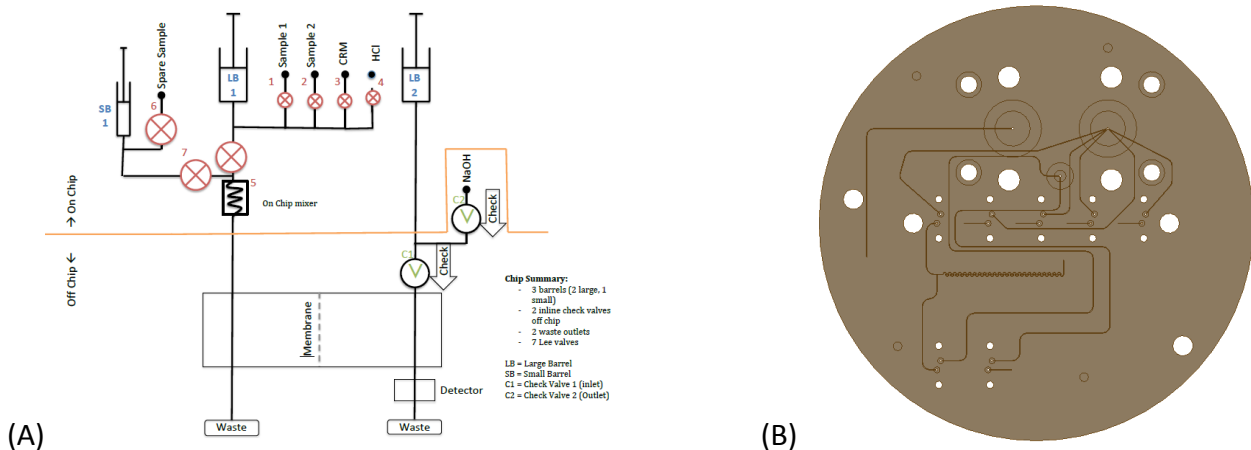 Spare Sample
Sample 1
Sample 2
CRM
HCl
LB
1
LB
2
SB
1
1
2
3
4
6
7
5
On Chip mixer
NaOH
C2
Check
C1
Check
→ On Chip
Off Chip ←
Membrane
Detector
Waste
Waste
Chip Summary:
- 3 barrels (2 large, 1
small)
- 2 inline check valves
off chip
- 2 waste outlets
- 7 Lee valves
LB = Large Barrel
SB = Small Barrel
C1 = Check Valve 1 (inlet)
C2 = Check Valve 2 (Outlet)
(A)
(B)